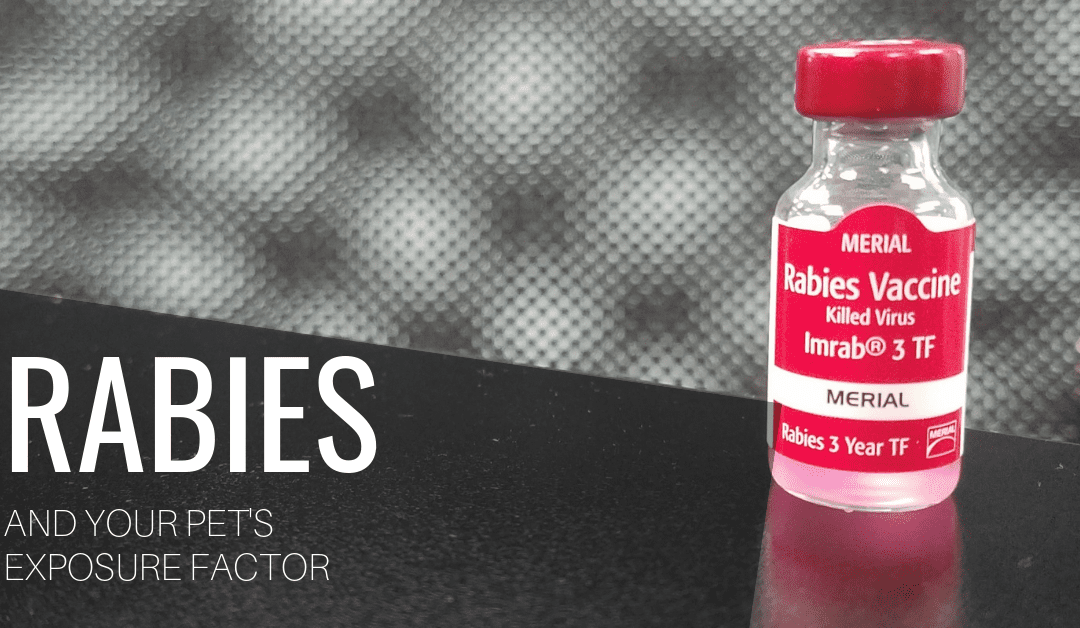 RABIES
AND YOUR PET'S
EXPOSURE FACTOR
MERIAL
Rabies Vaccine
Killed Virus
Imrab® 3 TF
MERIAL
Rabies 3 Year TF
MERIAL